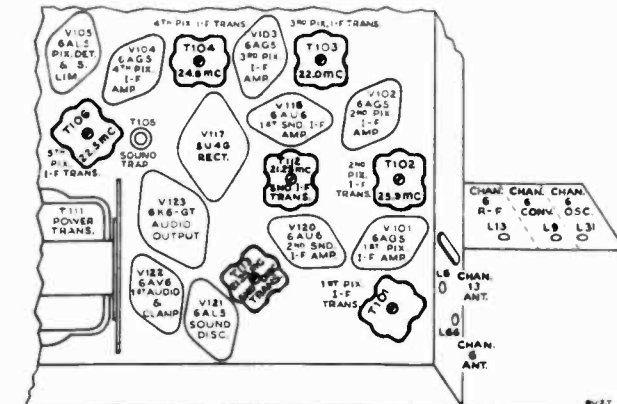 4TH PIX I-F TRANS.
3RD PIX. I-F TRANS.
V105
6AL5
PIX. DET.
& S.
LIM.
V104
6AG5
4TH PIX.
I-F
AMP.
T104
24.6MC
V103
6AG5
3RD PIX.
I-F
AMP.
T103
22.0MC
T106
22.5MC
5TH
PIX.
I-F TRANS.
T105
SOUND
TRAP
V117
5U4G
RECT.
V118
6AU6
1ST SND. I-F
AMP.
V102
6AG5
2ND PIX.
I-F
AMP.
T112
21.25MC
SND I-F
TRANS.
2ND
PIX.
I-F
TRANS.
T102
25.9MC
T111
POWER
TRANS.
V123
6K6-GT
AUDIO
OUTPUT
V120
6AU6
2ND SND.
I-F AMP.
V101
6AG5
1ST PIX.
I-F AMP.
V122
6AV6
1ST AUDIO
&
CLAMP
V121
6AL5
SOUND
DISC.
TRANS.
1ST PIX
I-F
TRANS.
T101
CHAN.
6
R-F
L13
CHAN.
6
CONV.
L9
CHAN.
6
OSC.
L31
L6
CHAN.
13
ANT.
L66
CHAN.
6
ANT.